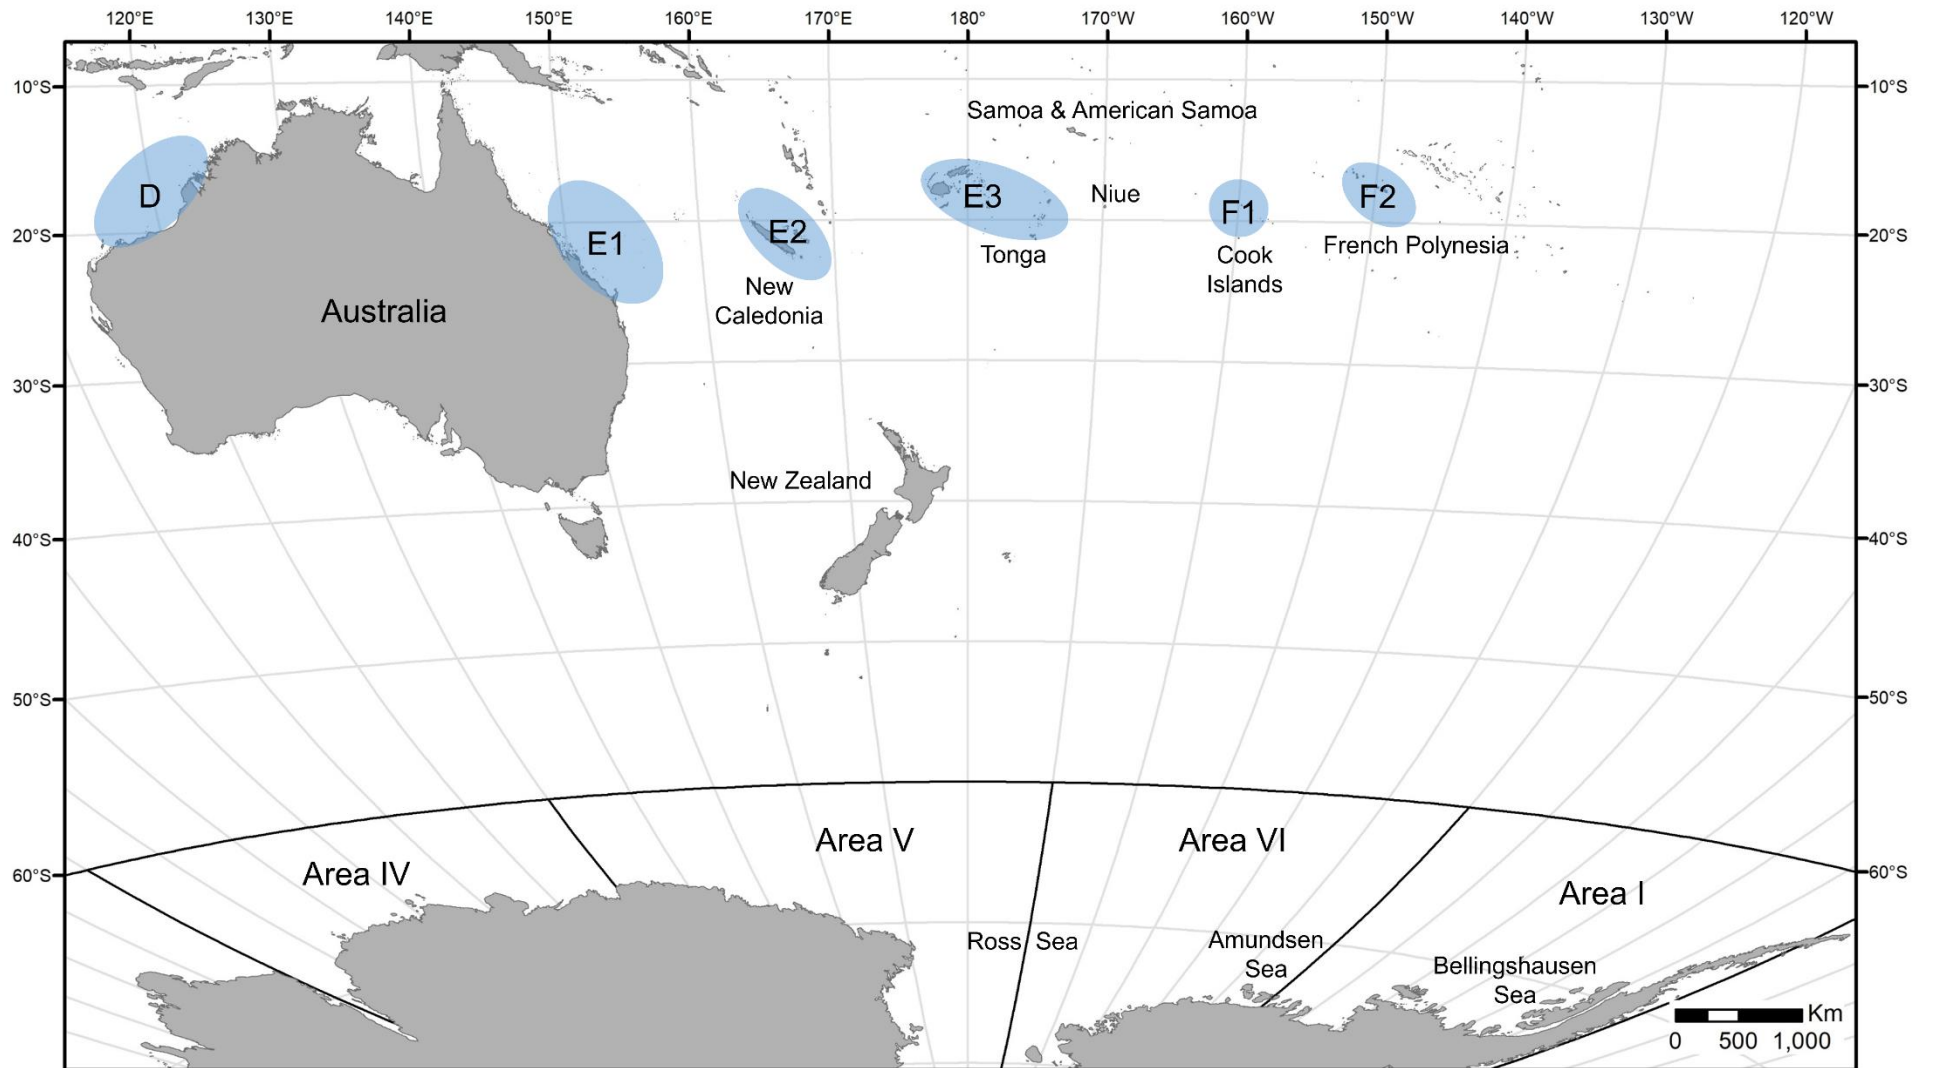 120°E 130°E 140°E 150°E 160°E 170°E 180° 170°W 160°W 150°W 140°W 130°W 120°W
10°S 10°S
Samoa & American Samoa
D E3 Niue F2
F1
20°S E1 E2 20°S
Tonga Cook French Polynesia
Islands
New
Caledonia
Australia
30°S 30°S
New Zealand
40°S 40°S
50°S 50°S
Area V Area VI
60°S Area IV 60°S
Area I
Ross Sea Amundsen
Sea
Bellingshausen
Sea
Km
0 500 1,000